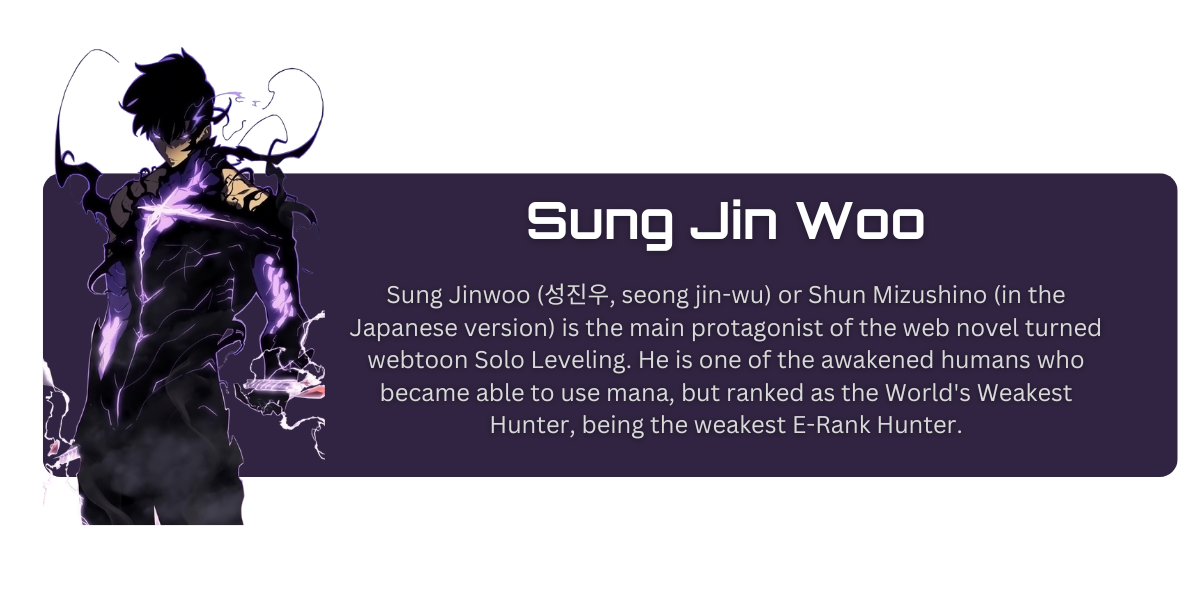 Sung Jin Woo
Sung Jinwoo (성진우, seong jin-wu) or Shun Mizushino (in the
Japanese version) is the main protagonist of the web novel turned
webtoon Solo Leveling. He is one of the awakened humans who
became able to use mana, but ranked as the World's Weakest
Hunter, being the weakest E-Rank Hunter.